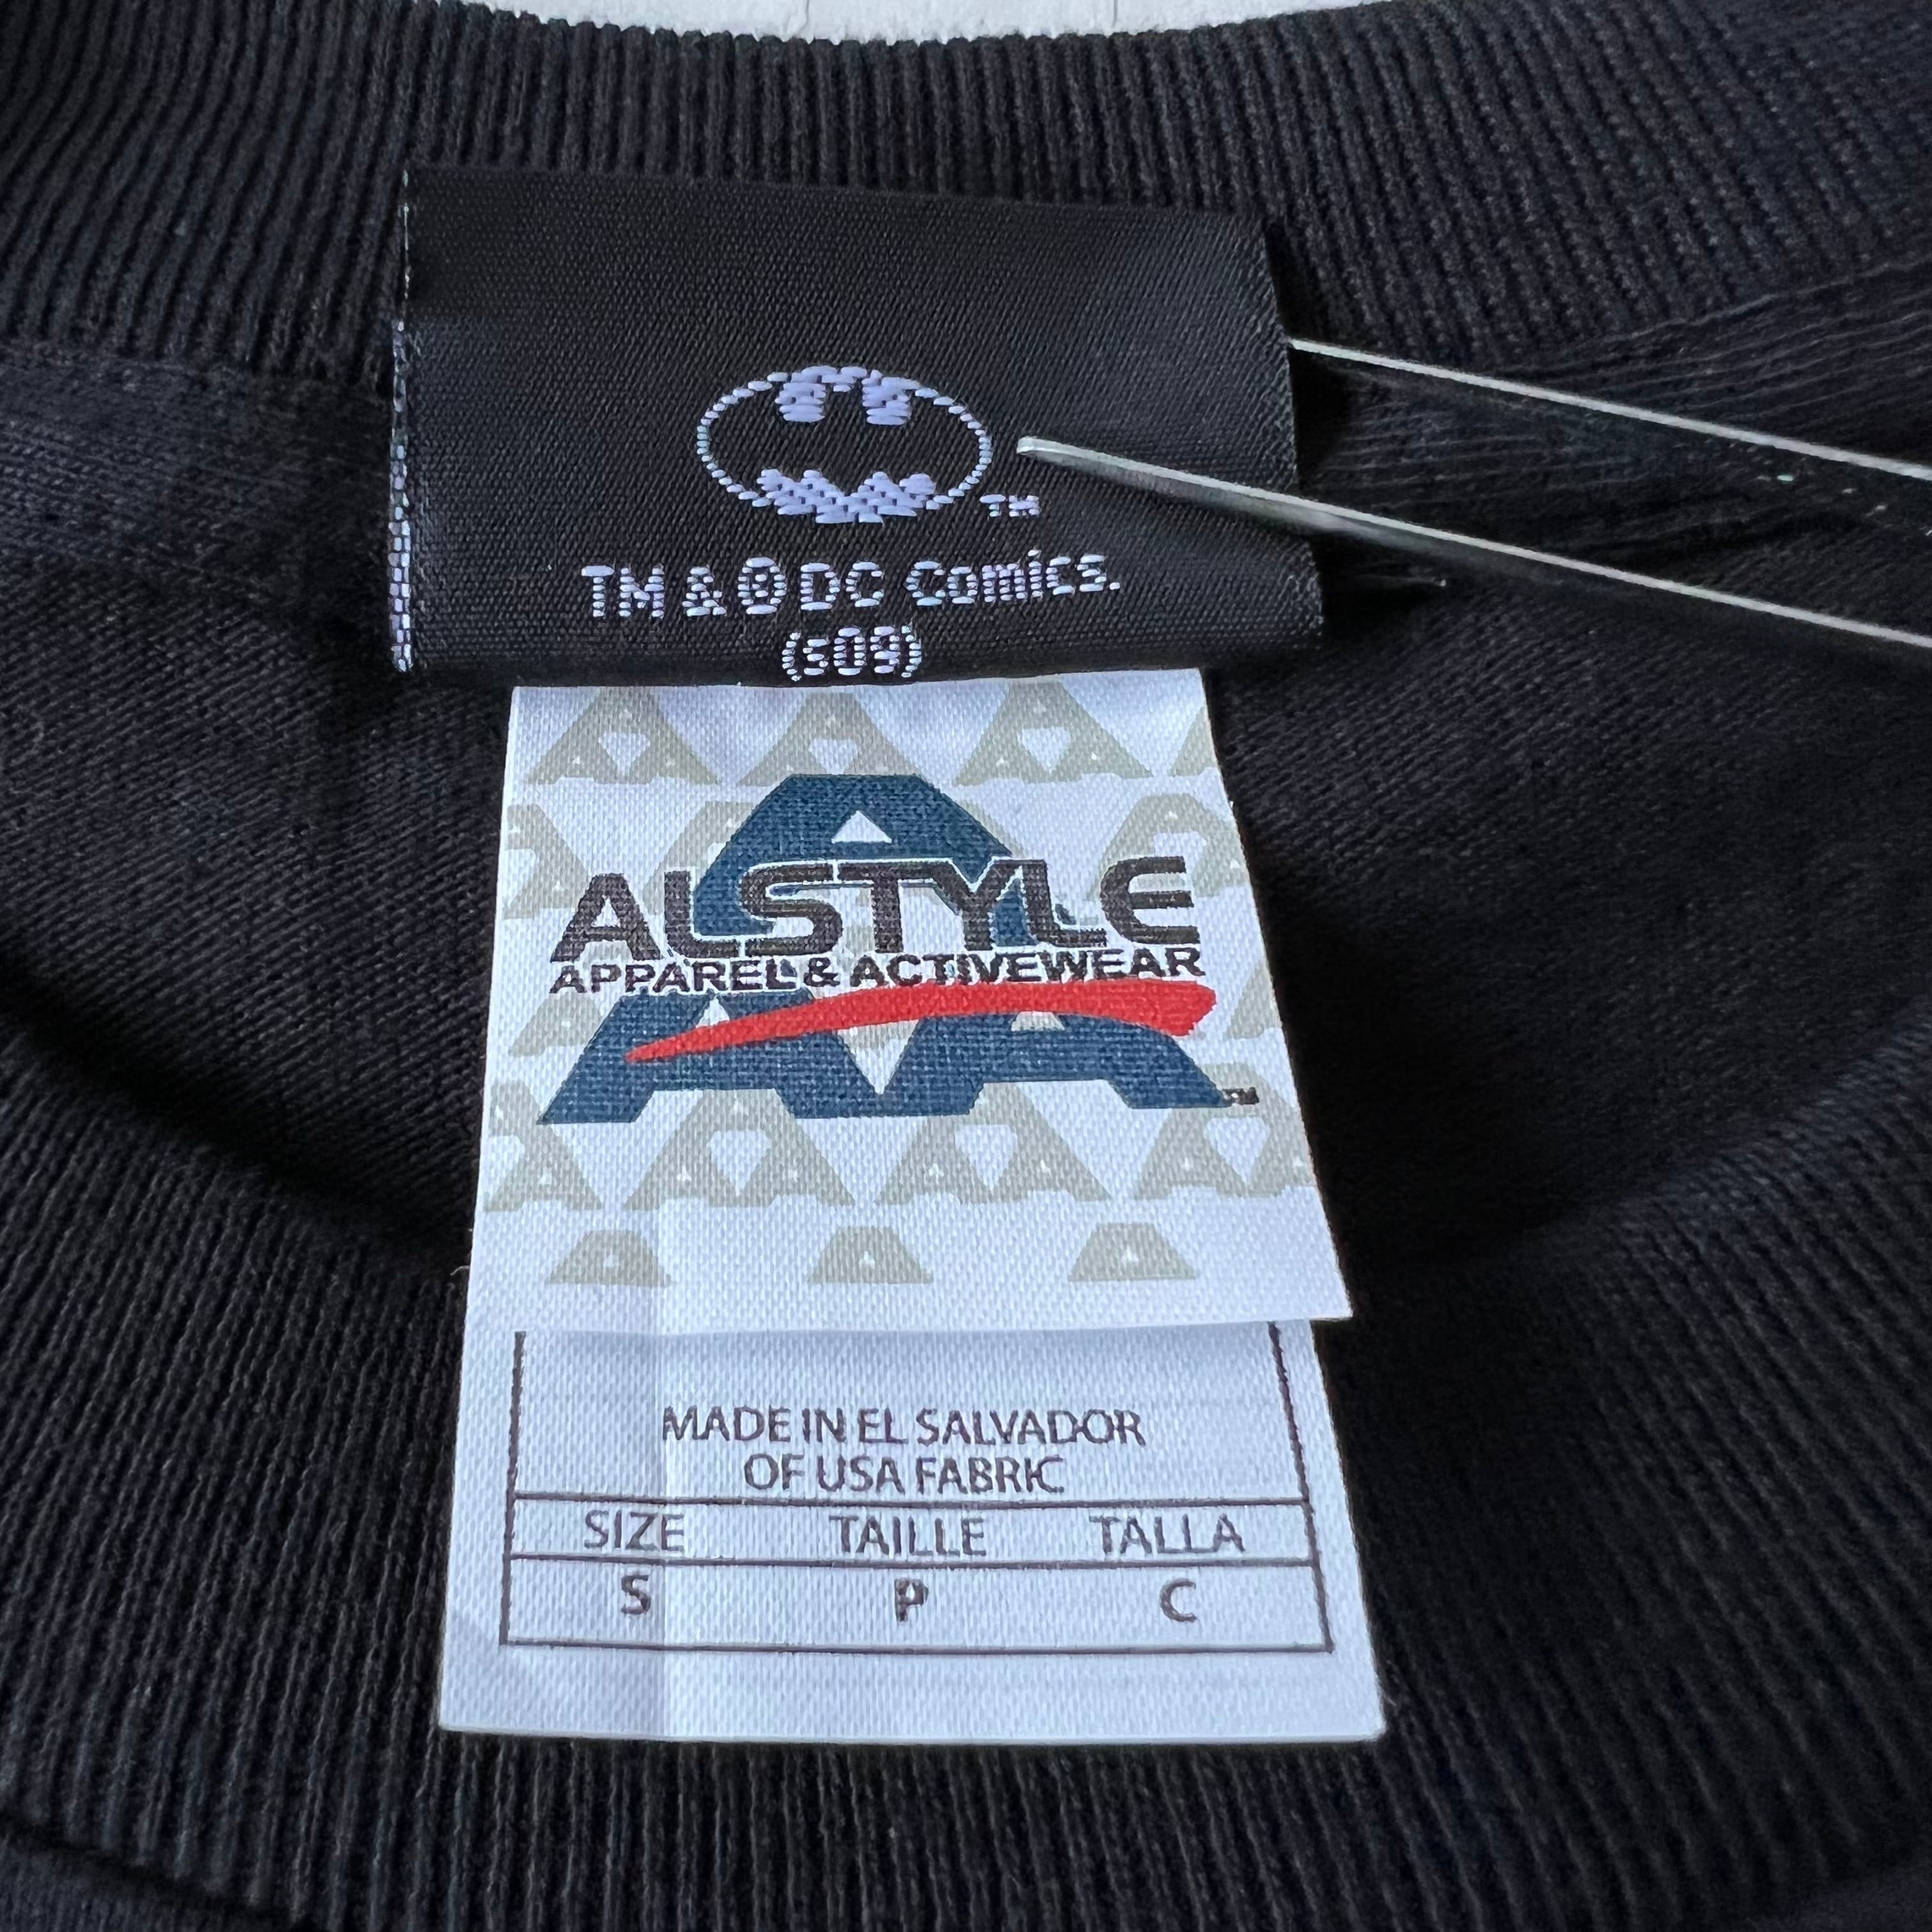 TM
TM & ® DC Comics.
(s09)
ALSTYLE
APPAREL & ACTIVEWEAR
TM
MADE IN EL SALVADOR
OF USA FABRIC
SIZE TAILLE TALLA
S P C